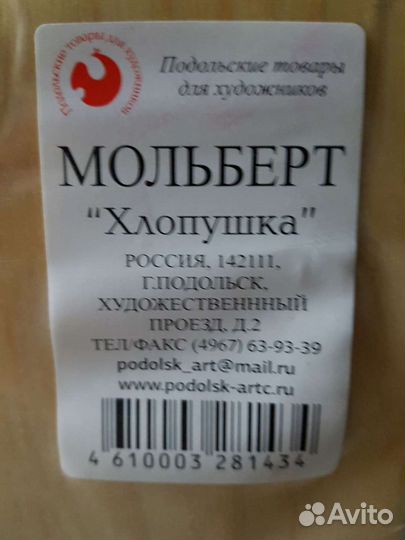 Подольские товары для художников
Подольские товары
для художников
МОЛЬБЕРТ
"Хлопушка"
РОССИЯ, 142111,
Г.ПОДОЛЬСК,
ХУДОЖЕСТВЕНННЫЙ
ПРОЕЗД, Д.2
ТЕЛ/ФАКС (4967) 63-93-39
podolsk_art@mail.ru
www.podolsk-artc.ru
4 610003 281434
Avito